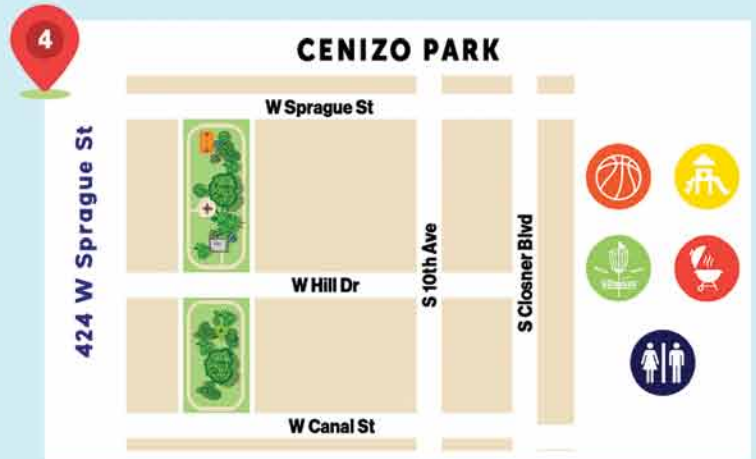 4
CENIZO PARK
424 W Sprague St
W Sprague St
S 10th Ave
S Closner Blvd
W Hill Dr
W Canal St